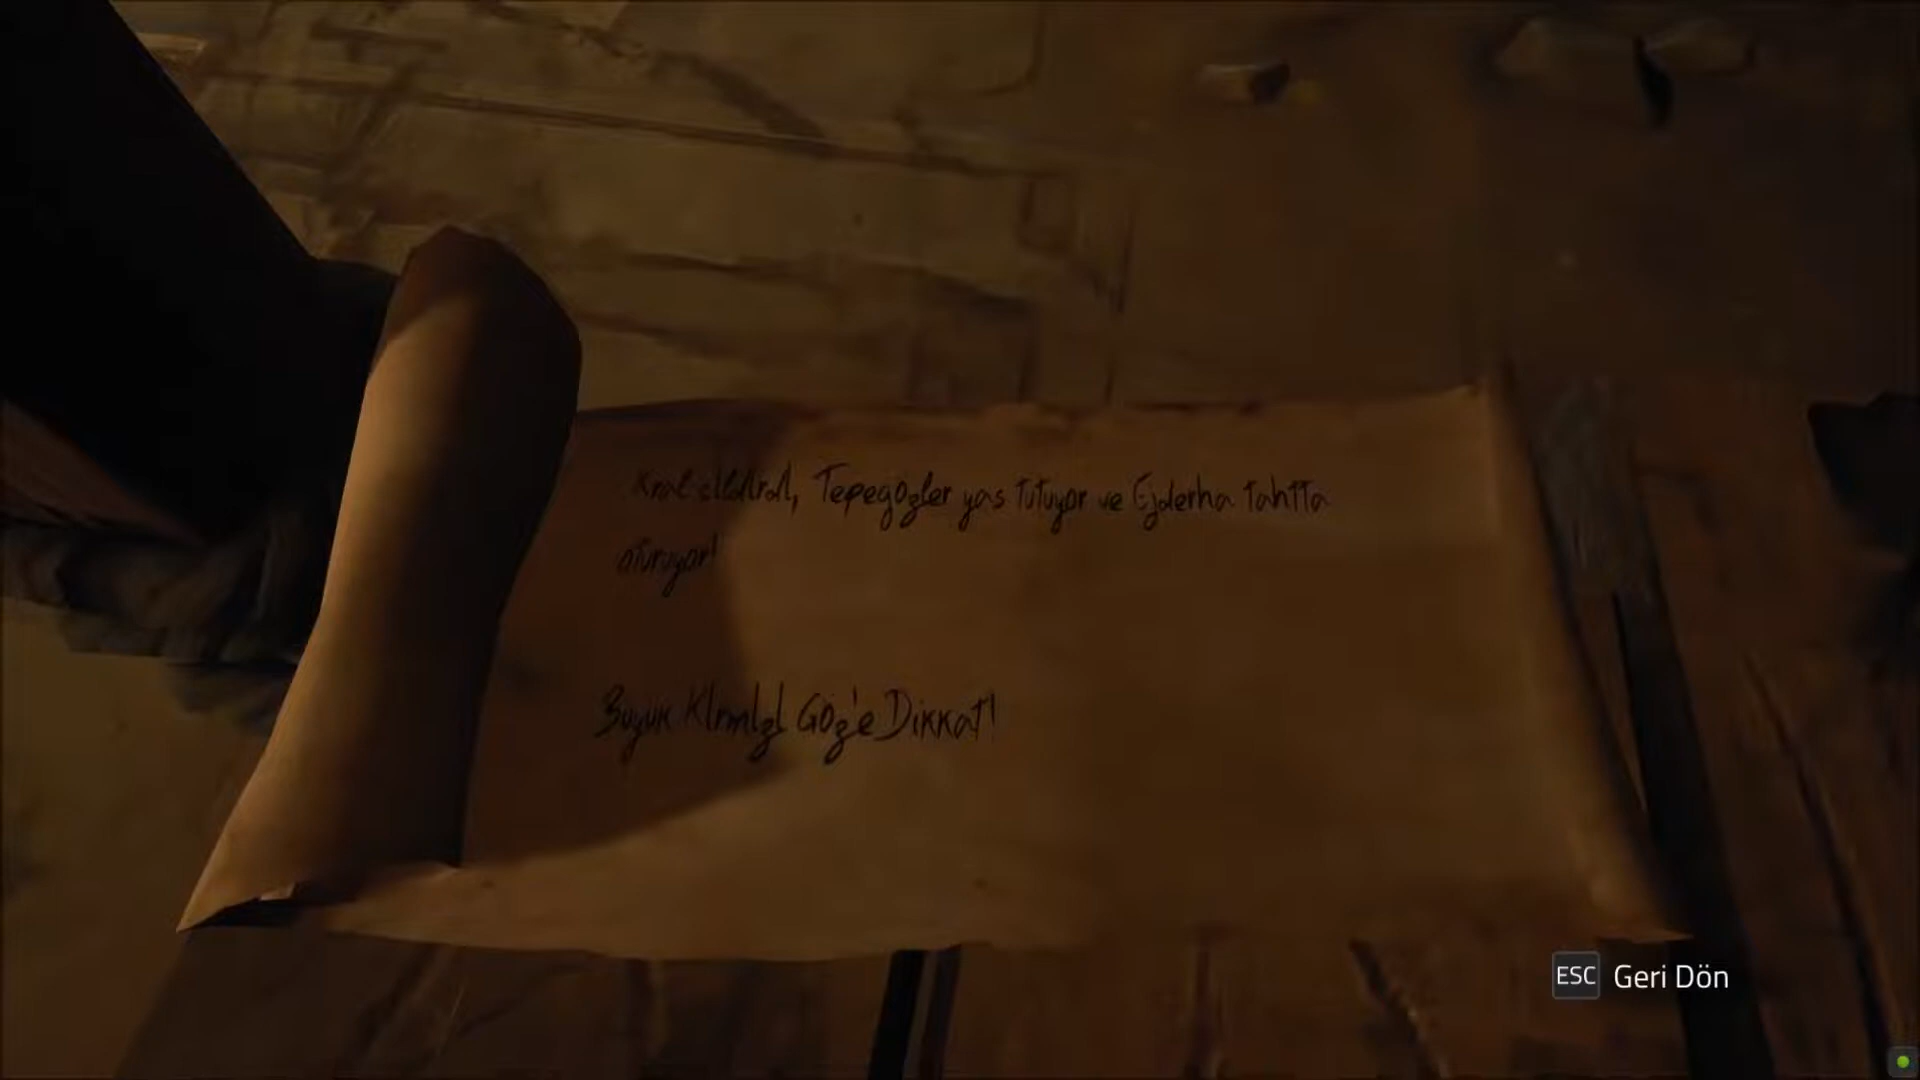 Kral öldürüldü, Tepegözler yas tutuyor ve Ejderha tahtta
oturuyor!
Büyük Kırmızı Göz'e Dikkat!
ESC Geri Dön